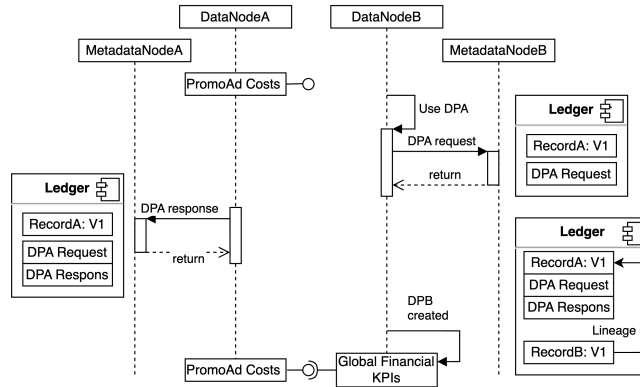 DataNodeA
DataNodeB
MetadataNodeA
MetadataNodeB
PromoAd Costs
Use DPA
DPA request
return
Ledger
RecordA: V1
DPA Request
Ledger
RecordA: V1
DPA Request
DPA Respons
DPA response
return
Ledger
RecordA: V1
DPA Request
DPA Respons
Lineage
RecordB: V1
DPB
created
PromoAd Costs
Global Financial
KPIs